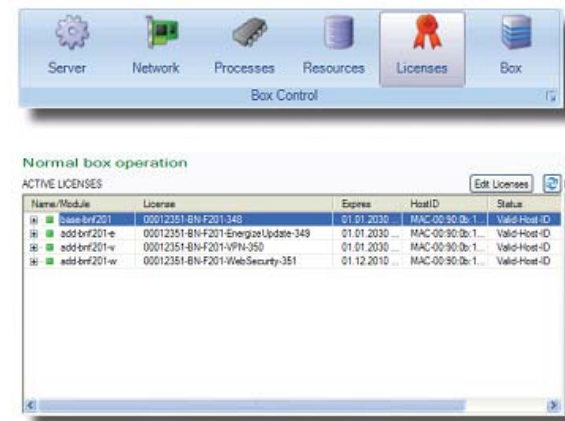 Server Network Processes Resources Licenses Box
Box Control
Normal box operation
ACTIVE LICENSES Edit Licenses
Name/Module License Expires HostID Status
base-bnf201 00012351-BN-F201-348 01.01.2030 ... MAC-00:90:0b:1... Valid-Host-ID
add-bnf201-e 00012351-BN-F201-EnergizeUpdate-349 01.01.2030 ... MAC-00:90:0b:1... Valid-Host-ID
add-bnf201-v 00012351-BN-F201-VPN-350 01.01.2030 ... MAC-00:90:0b:1... Valid-Host-ID
add-bnf201-w 00012351-BN-F201-WebSecurity-351 01.12.2010 ... MAC-00:90:0b:1... Valid-Host-ID